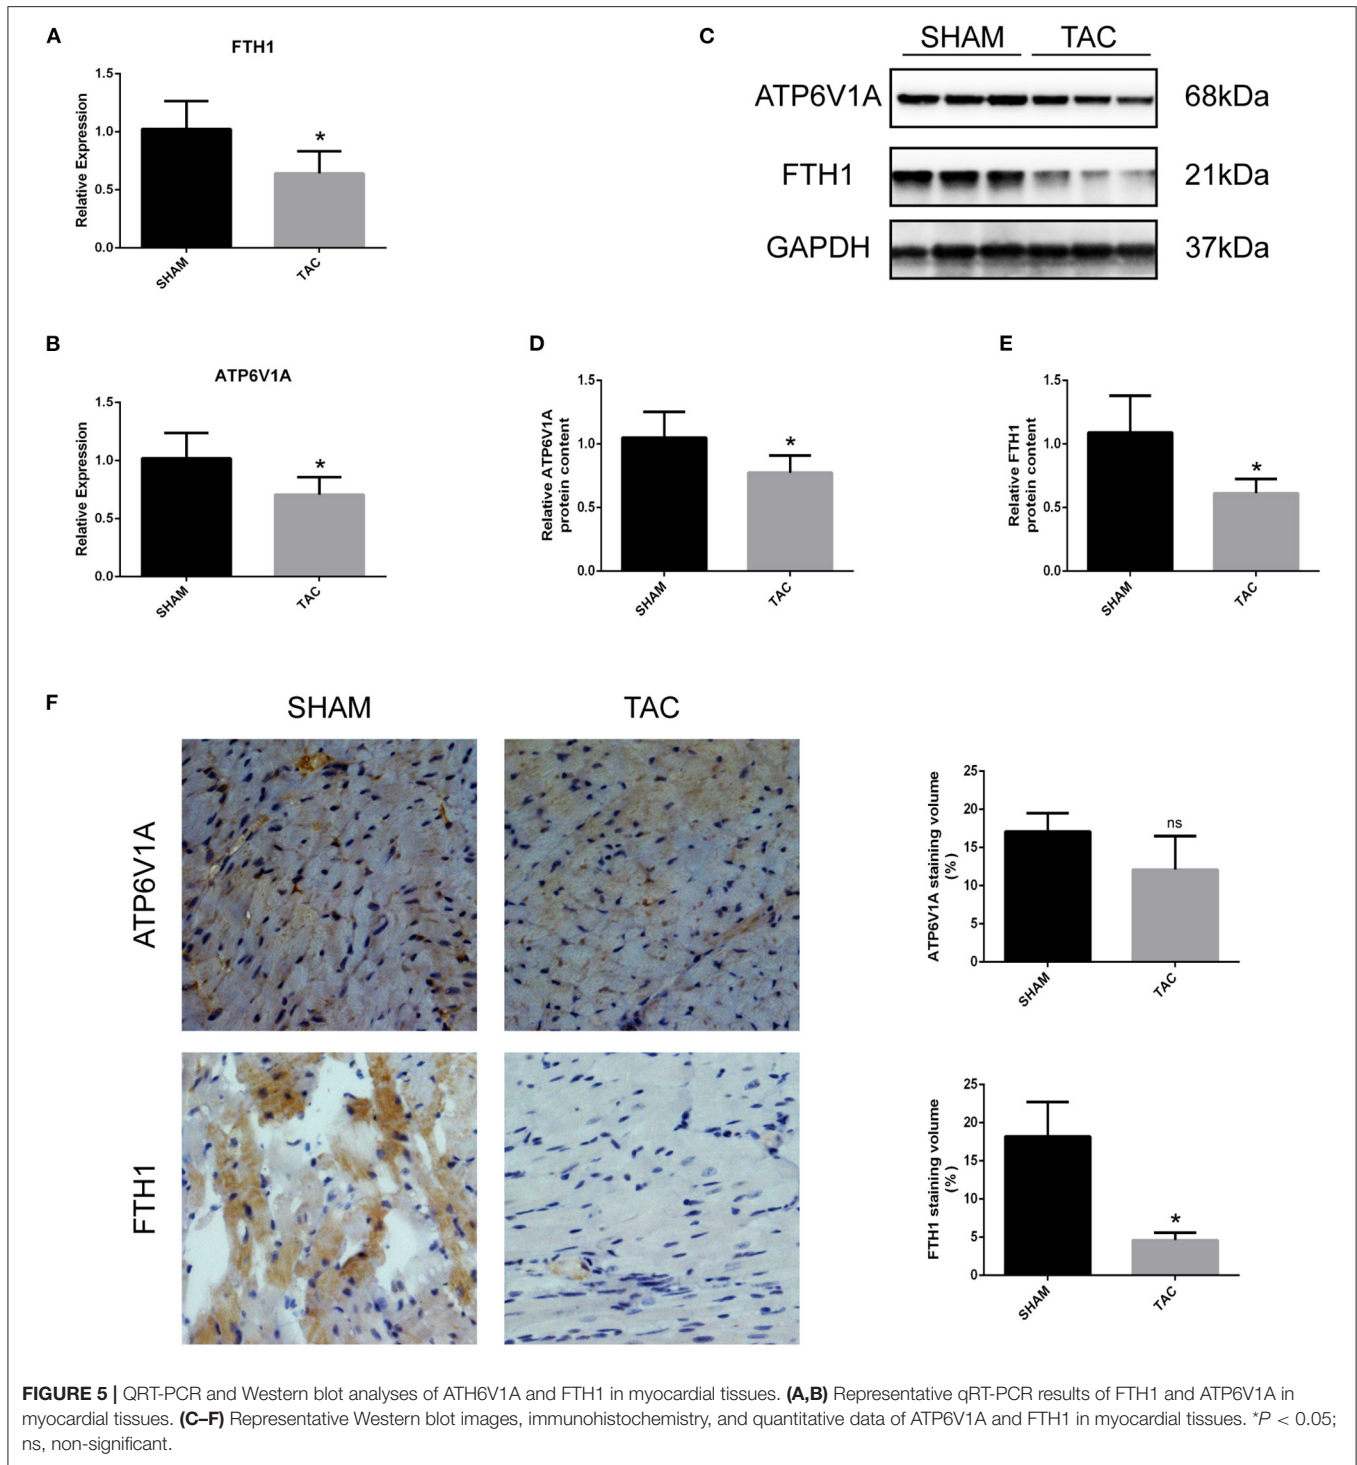 A
FTH1
Relative Expression
1.5
1.0
0.5
0.0
*
SHAM
TAC
C
SHAM TAC
ATP6V1A 68kDa
FTH1 21kDa
GAPDH 37kDa
B
ATP6V1A
Relative Expression
1.5
1.0
0.5
0.0
*
SHAM
TAC
D
Relative ATP6V1A
protein content
1.5
1.0
0.5
0.0
*
SHAM
TAC
E
Relative FTH1
protein content
1.5
1.0
0.5
0.0
*
SHAM
TAC
F
SHAM TAC
ATP6V1A
ATP6V1A staining volume
(%)
25
20
15
10
5
0
ns
SHAM
TAC
FTH1
FTH1 staining volume
(%)
25
20
15
10
5
0
*
SHAM
TAC
FIGURE 5 | QRT-PCR and Western blot analyses of ATH6V1A and FTH1 in myocardial tissues. (A,B) Representative qRT-PCR results of FTH1 and ATP6V1A in
myocardial tissues. (C–F) Representative Western blot images, immunohistochemistry, and quantitative data of ATP6V1A and FTH1 in myocardial tissues. *P < 0.05;
ns, non-significant.